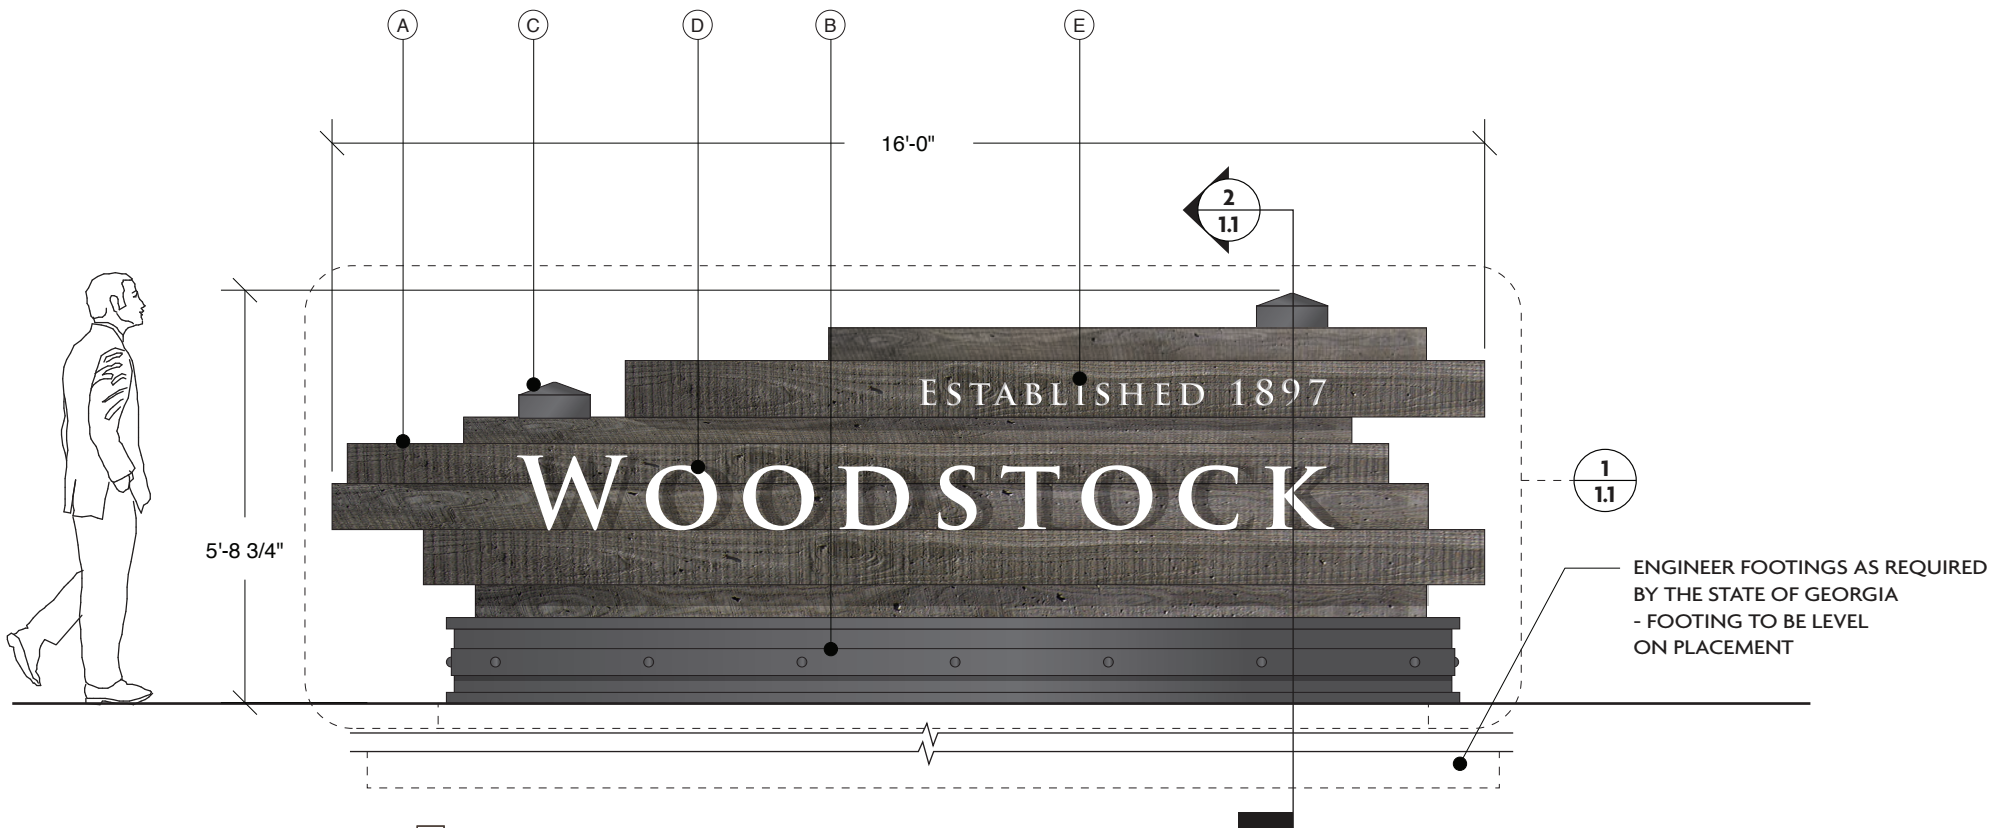 A
C
D
B
E
16'-0"
2
1.1
ESTABLISHED 1897
WOODSTOCK
1
1.1
5'-8 3/4"
ENGINEER FOOTINGS AS REQUIRED
BY THE STATE OF GEORGIA
- FOOTING TO BE LEVEL
ON PLACEMENT